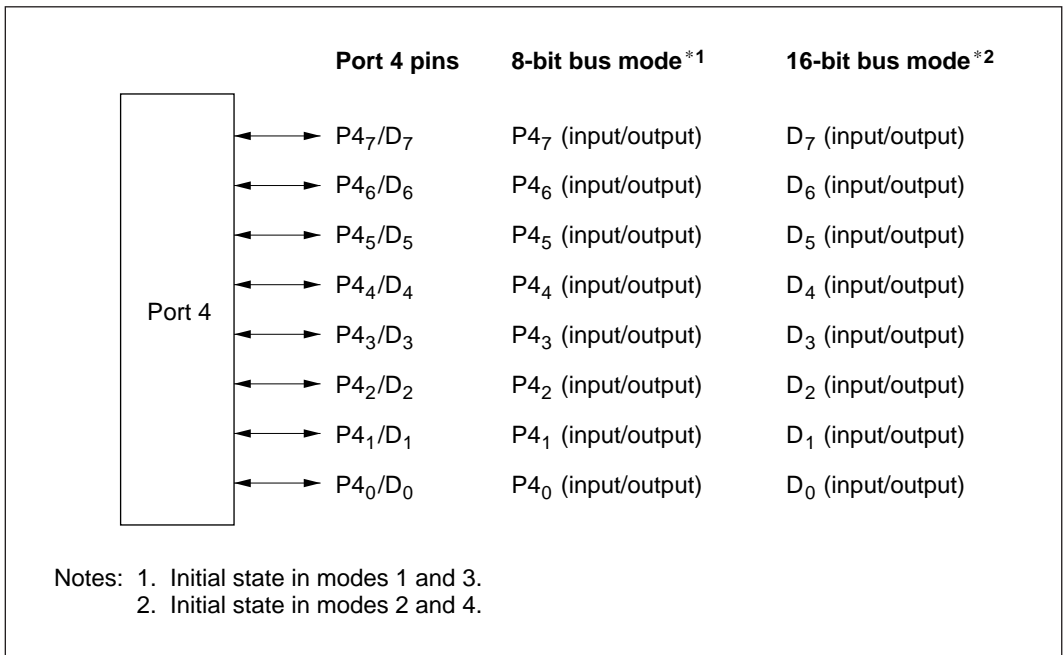 Port 4 pins 8-bit bus mode*1 16-bit bus mode*2
P4₇/D₇ P4₇ (input/output) D₇ (input/output)
P4₆/D₆ P4₆ (input/output) D₆ (input/output)
P4₅/D₅ P4₅ (input/output) D₅ (input/output)
P4₄/D₄ P4₄ (input/output) D₄ (input/output)
Port 4
P4₃/D₃ P4₃ (input/output) D₃ (input/output)
P4₂/D₂ P4₂ (input/output) D₂ (input/output)
P4₁/D₁ P4₁ (input/output) D₁ (input/output)
P4₀/D₀ P4₀ (input/output) D₀ (input/output)
Notes: 1. Initial state in modes 1 and 3.
2. Initial state in modes 2 and 4.